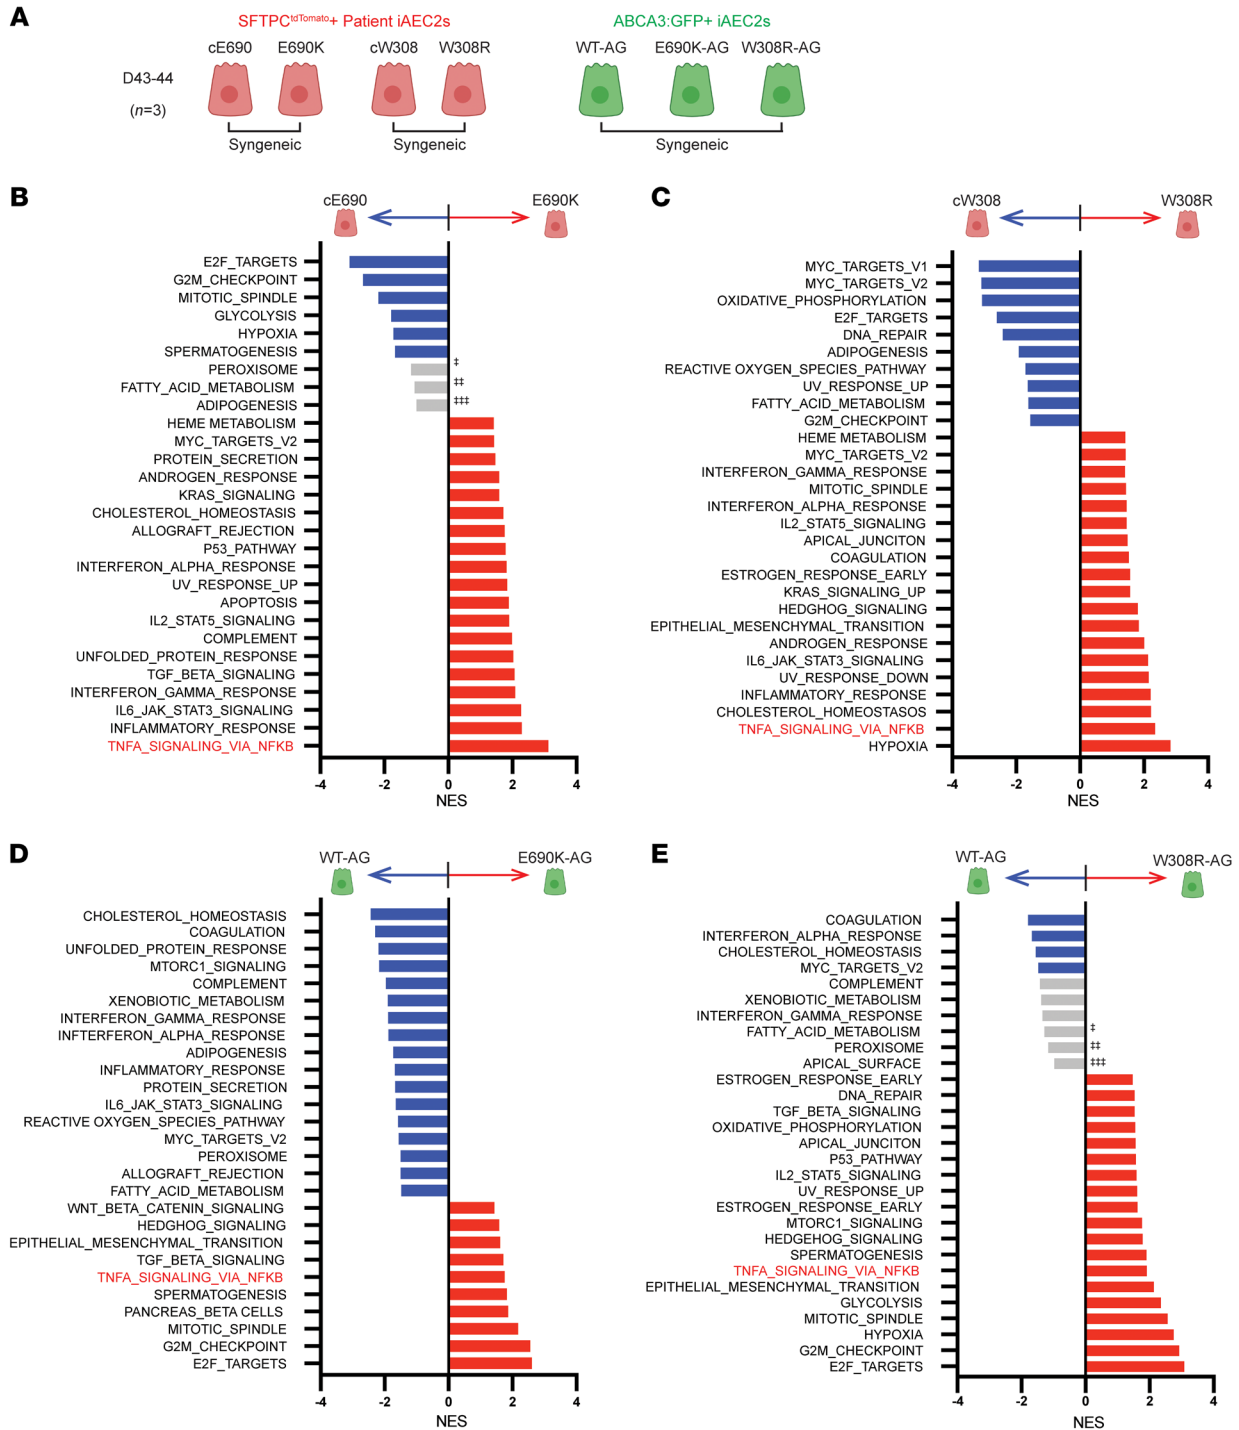 A
SFTPCtdTomato+ Patient iAEC2s
ABCA3:GFP+ iAEC2s
cE690 E690K cW308 W308R WT-AG E690K-AG W308R-AG
D43-44
(n=3)
Syngeneic Syngeneic Syngeneic
B
cE690 E690K
E2F_TARGETS
G2M_CHECKPOINT
MITOTIC_SPINDLE
GLYCOLYSIS
HYPOXIA
SPERMATOGENESIS
PEROXISOME ‡
FATTY_ACID_METABOLISM ‡‡
ADIPOGENESIS ‡‡‡
HEME METABOLISM
MYC_TARGETS_V2
PROTEIN_SECRETION
ANDROGEN_RESPONSE
KRAS_SIGNALING
CHOLESTEROL_HOMEOSTASIS
ALLOGRAFT_REJECTION
P53_PATHWAY
INTERFERON_ALPHA_RESPONSE
UV_RESPONSE_UP
APOPTOSIS
IL2_STAT5_SIGNALING
COMPLEMENT
UNFOLDED_PROTEIN_RESPONSE
TGF_BETA_SIGNALING
INTERFERON_GAMMA_RESPONSE
IL6_JAK_STAT3_SIGNALING
INFLAMMATORY_RESPONSE
TNFA_SIGNALING_VIA_NFKB
-4 -2 0 2 4
NES
C
cW308 W308R
MYC_TARGETS_V1
MYC_TARGETS_V2
OXIDATIVE_PHOSPHORYLATION
E2F_TARGETS
DNA_REPAIR
ADIPOGENESIS
REACTIVE OXYGEN_SPECIES_PATHWAY
UV_RESPONSE_UP
FATTY_ACID_METABOLISM
G2M_CHECKPOINT
HEME METABOLISM
MYC_TARGETS_V2
INTERFERON_GAMMA_RESPONSE
MITOTIC_SPINDLE
INTERFERON_ALPHA_RESPONSE
IL2_STAT5_SIGNALING
APICAL_JUNCITON
COAGULATION
ESTROGEN_RESPONSE_EARLY
KRAS_SIGNALING_UP
HEDGHOG_SIGNALING
EPITHELIAL_MESENCHYMAL_TRANSITION
ANDROGEN_RESPONSE
IL6_JAK_STAT3_SIGNALING
UV_RESPONSE_DOWN
INFLAMMATORY_RESPONSE
CHOLESTEROL_HOMEOSTASOS
TNFA_SIGNALING_VIA_NFKB
HYPOXIA
-4 -2 0 2 4
NES
D
WT-AG E690K-AG
CHOLESTEROL_HOMEOSTASIS
COAGULATION
UNFOLDED_PROTEIN_RESPONSE
MTORC1_SIGNALING
COMPLEMENT
XENOBIOTIC_METABOLISM
INTERFERON_GAMMA_RESPONSE
INFTERFERON_ALPHA_RESPONSE
ADIPOGENESIS
INFLAMMATORY_RESPONSE
PROTEIN_SECRETION
IL6_JAK_STAT3_SIGNALING
REACTIVE OXYGEN_SPECIES_PATHWAY
MYC_TARGETS_V2
PEROXISOME
ALLOGRAFT_REJECTION
FATTY_ACID_METABOLISM
WNT_BETA_CATENIN_SIGNALING
HEDGHOG_SIGNALING
EPITHELIAL_MESENCHYMAL_TRANSITION
TGF_BETA_SIGNALING
TNFA_SIGNALING_VIA_NFKB
SPERMATOGENESIS
PANCREAS_BETA CELLS
MITOTIC_SPINDLE
G2M_CHECKPOINT
E2F_TARGETS
-4 -2 0 2 4
NES
E
WT-AG W308R-AG
COAGULATION
INTERFERON_ALPHA_RESPONSE
CHOLESTEROL_HOMEOSTASIS
MYC_TARGETS_V2
COMPLEMENT
XENOBIOTIC_METABOLISM
INTERFERON_GAMMA_RESPONSE
FATTY_ACID_METABOLISM ‡
PEROXISOME ‡‡
APICAL_SURFACE ‡‡‡
ESTROGEN_RESPONSE_EARLY
DNA_REPAIR
TGF_BETA_SIGNALING
OXIDATIVE_PHOSPHORYLATION
APICAL_JUNCITON
P53_PATHWAY
IL2_STAT5_SIGNALING
UV_RESPONSE_UP
ESTROGEN_RESPONSE_EARLY
MTORC1_SIGNALING
HEDGEHOG_SIGNALING
SPERMATOGENESIS
TNFA_SIGNALING_VIA_NFKB
EPITHELIAL_MESENCHYMAL_TRANSITION
GLYCOLYSIS
MITOTIC_SPINDLE
HYPOXIA
G2M_CHECKPOINT
E2F_TARGETS
-4 -2 0 2 4
NES